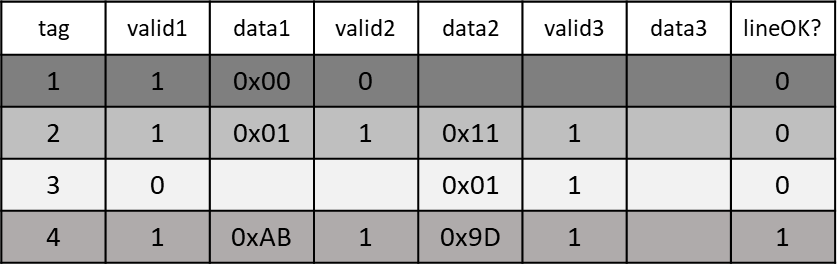 tag valid1 data1 valid2 data2 valid3 data3 lineOK?
1 1 0x00 0 0
2 1 0x01 1 0x11 1 0
3 0 0x01 1 0
4 1 0xAB 1 0x9D 1 1